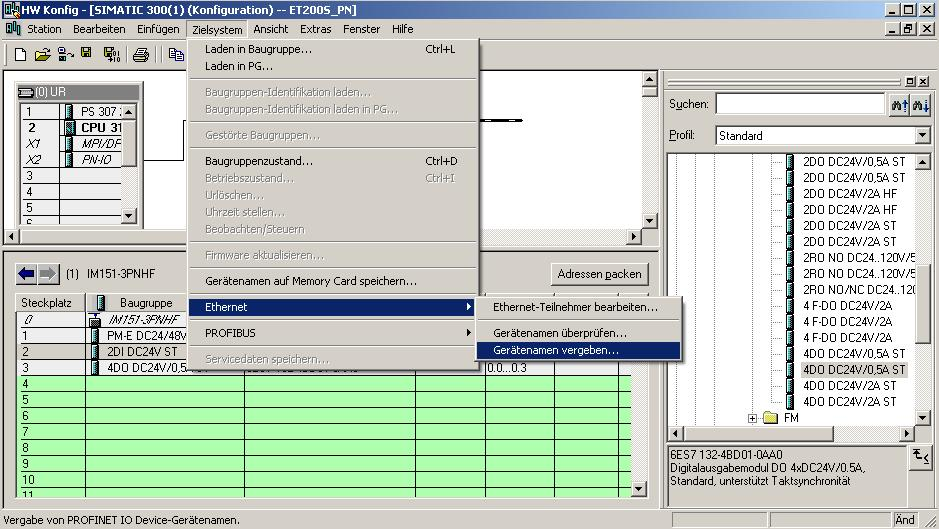 HW Konfig - [SIMATIC 300(1) (Konfiguration) -- ET200S_PN]
Station Bearbeiten Einfügen Zielsystem Ansicht Extras Fenster Hilfe
Laden in Baugruppe... Ctrl+L
Laden in PG...
Baugruppen-Identifikation laden...
Baugruppen-Identifikation laden in PG...
Gestörte Baugruppen...
Baugruppenzustand... Ctrl+D
Betriebszustand... Ctrl+I
Urlöschen...
Uhrzeit stellen...
Beobachten/Steuern
Firmware aktualisieren...
Gerätenamen auf Memory Card speichern...
Ethernet
PROFIBUS
Servicedaten speichern...
Ethernet-Teilnehmer bearbeiten...
Gerätenamen überprüfen...
Gerätenamen vergeben...
(0) UR
1 PS 307
2 CPU 31
X1 MPI/DP
X2 PN-IO
3
4
5
6
(1) IM151-3PNHF
Adressen packen
Steckplatz Baugruppe
0 IM151-3PNHF
1 PM-E DC24/48V
2 2DI DC24V ST
3 4DO DC24V/0,5A 0.0...0.3
4
5
6
7
8
9
10
11
Suchen:
Profil: Standard
2DO DC24V/0,5A ST
2DO DC24V/0,5A ST
2DO DC24V/2A HF
2DO DC24V/2A HF
2DO DC24V/2A ST
2DO DC24V/2A ST
2RO NO DC24..120V/5
2RO NO DC24..120V/5
2RO NO/NC DC24..120
4 F-DO DC24V/2A
4 F-DO DC24V/2A
4 F-DO DC24V/2A
4DO DC24V/0,5A ST
4DO DC24V/0,5A ST
4DO DC24V/2A ST
4DO DC24V/2A ST
FM
6ES7 132-4BD01-0AA0
Digitalausgabemodul DO 4xDC24V/0.5A,
Standard, unterstützt Taktsynchronität
Vergabe von PROFINET IO Device-Gerätenamen.
Änd